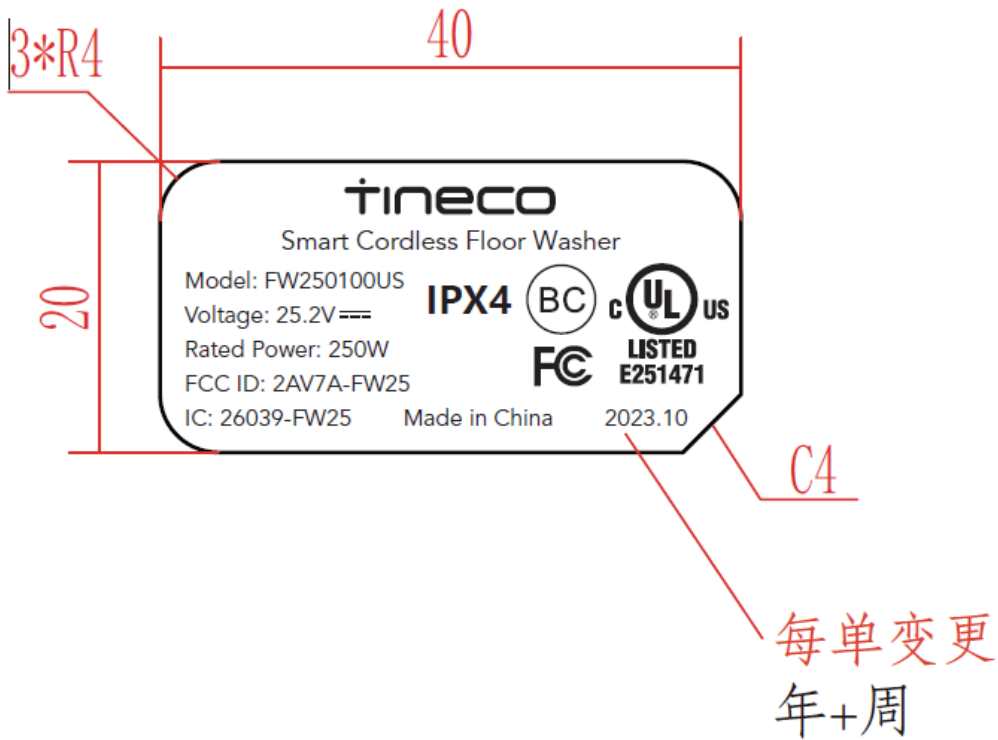 3*R4
40
20
tineco
Smart Cordless Floor Washer
Model: FW250100US
Voltage: 25.2V⎓
Rated Power: 250W
FCC ID: 2AV7A-FW25
IC: 26039-FW25
IPX4
BC
FC
C UL® US
LISTED
E251471
Made in China
2023.10
C4
每单变更
年+周